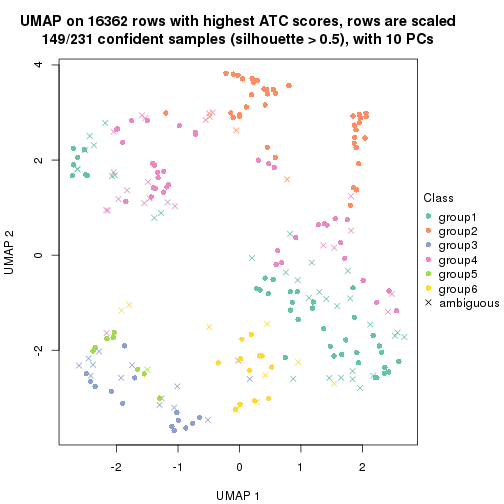 UMAP on 16362 rows with highest ATC scores, rows are scaled
149/231 confident samples (silhouette > 0.5), with 10 PCs
4
2
0
-2
UMAP 2
-2
-1
0
1
2
UMAP 1
Class
group1
group2
group3
group4
group5
group6
ambiguous